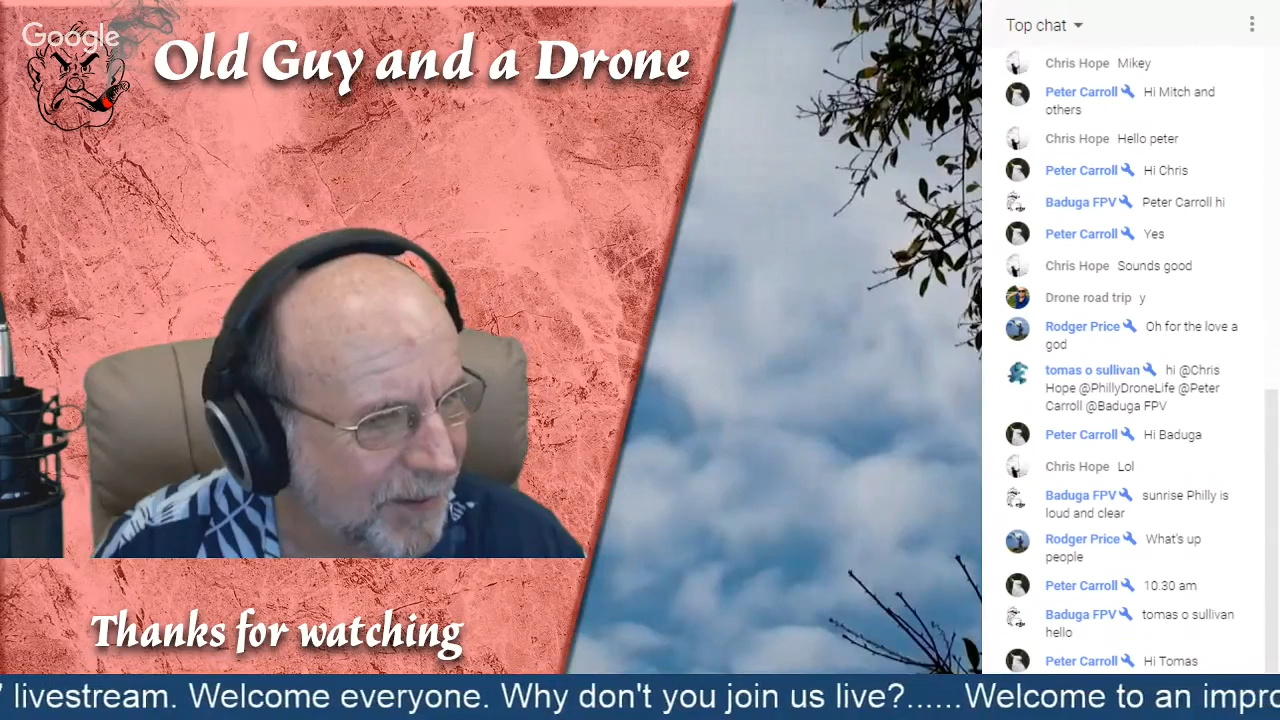 Google
Old Guy and a Drone
Thanks for watching
Top chat
Chris Hope Mikey
Peter Carroll Hi Mitch and
others
Chris Hope Hello peter
Peter Carroll Hi Chris
Baduga FPV Peter Carroll hi
Peter Carroll Yes
Chris Hope Sounds good
Drone road trip y
Rodger Price Oh for the love a
god
tomas o sullivan hi @Chris
Hope @PhillyDroneLife @Peter
Carroll @Baduga FPV
Peter Carroll Hi Baduga
Chris Hope Lol
Baduga FPV sunrise Philly is
loud and clear
Rodger Price What's up
people
Peter Carroll 10.30 am
Baduga FPV tomas o sullivan
hello
Peter Carroll Hi Tomas
' livestream. Welcome everyone. Why don't you join us live?......Welcome to an impro